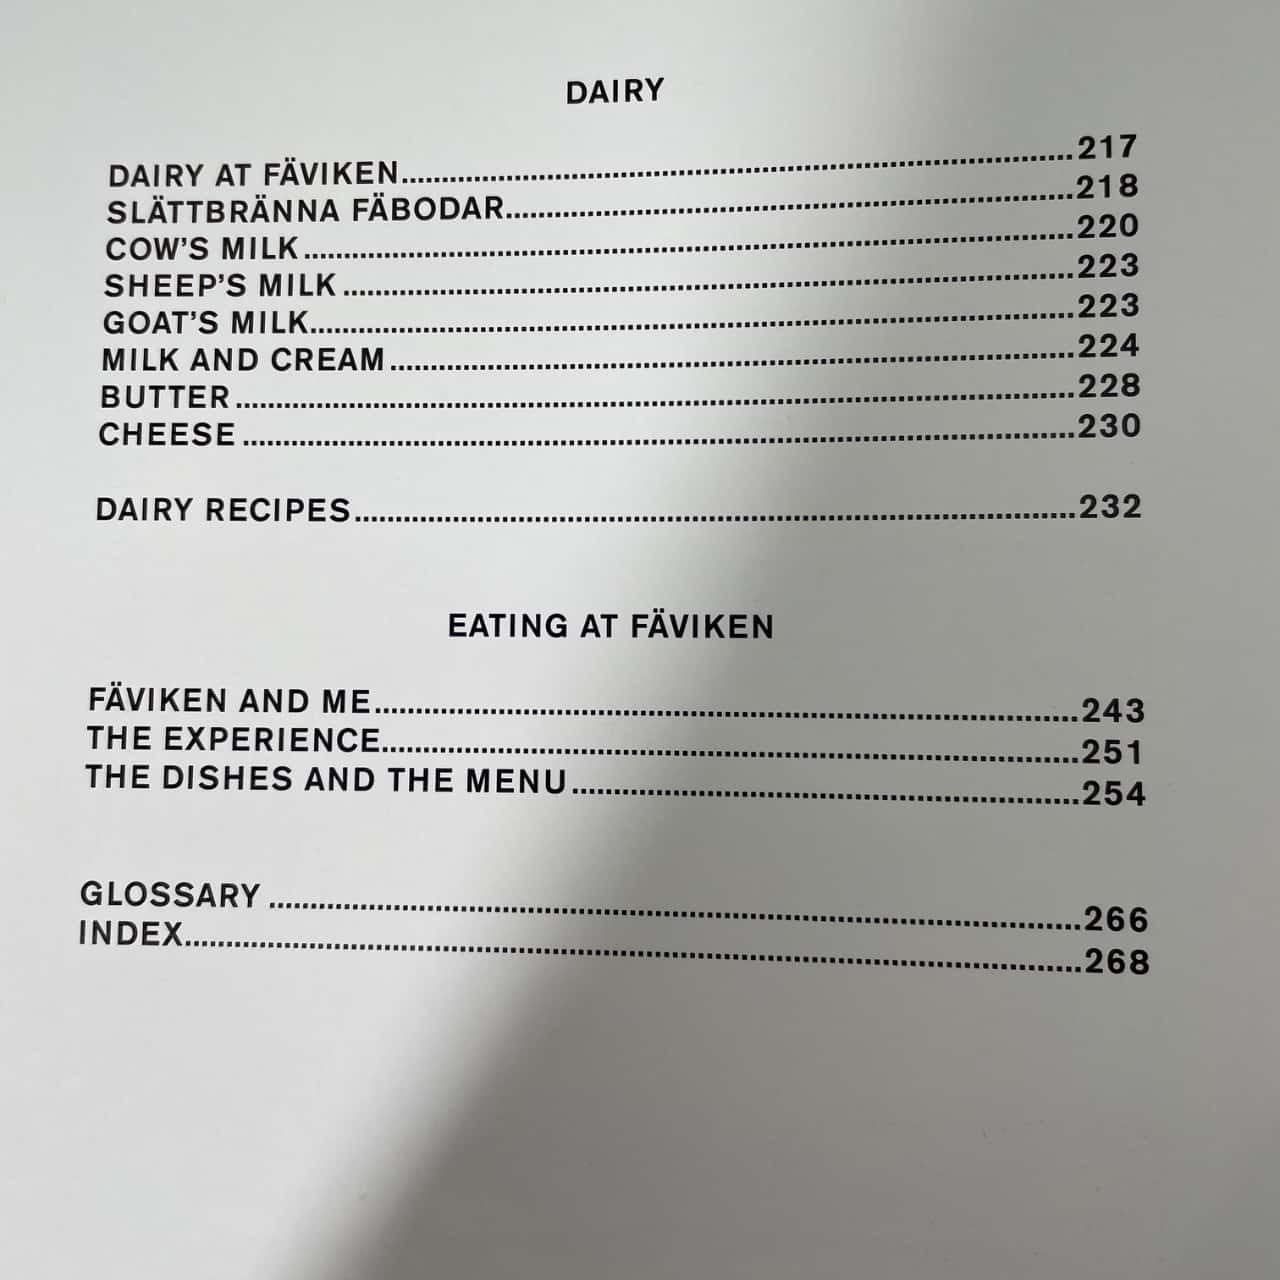 DAIRY
DAIRY AT FÄVIKEN 217
SLÄTTBRÄNNA FÄBODAR 218
COW'S MILK 220
SHEEP'S MILK 223
GOAT'S MILK 223
MILK AND CREAM 224
BUTTER 228
CHEESE 230
DAIRY RECIPES 232
EATING AT FÄVIKEN
FÄVIKEN AND ME 243
THE EXPERIENCE 251
THE DISHES AND THE MENU 254
GLOSSARY 266
INDEX 268